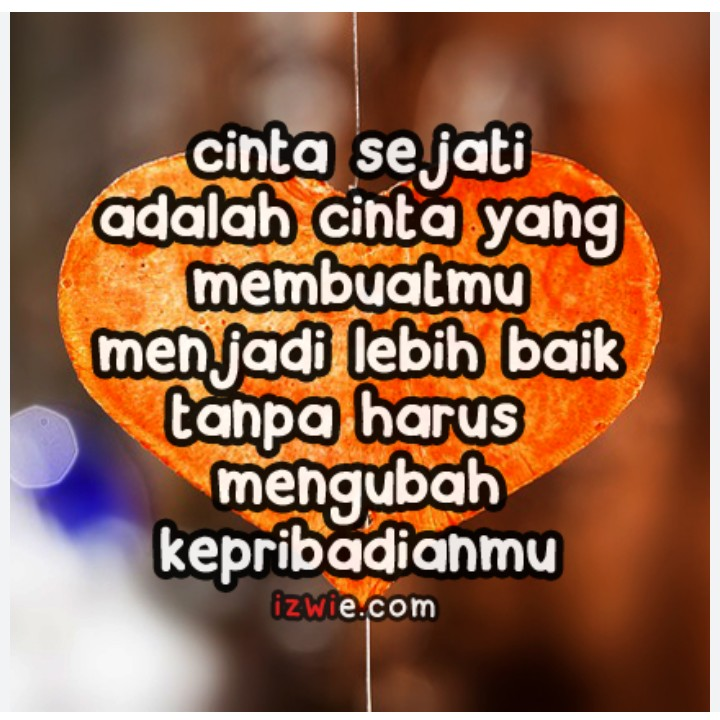 cinta sejati
adalah cinta yang
membuatmu
menjadi lebih baik
tanpa harus
mengubah
kepribadianmu
izwie.com